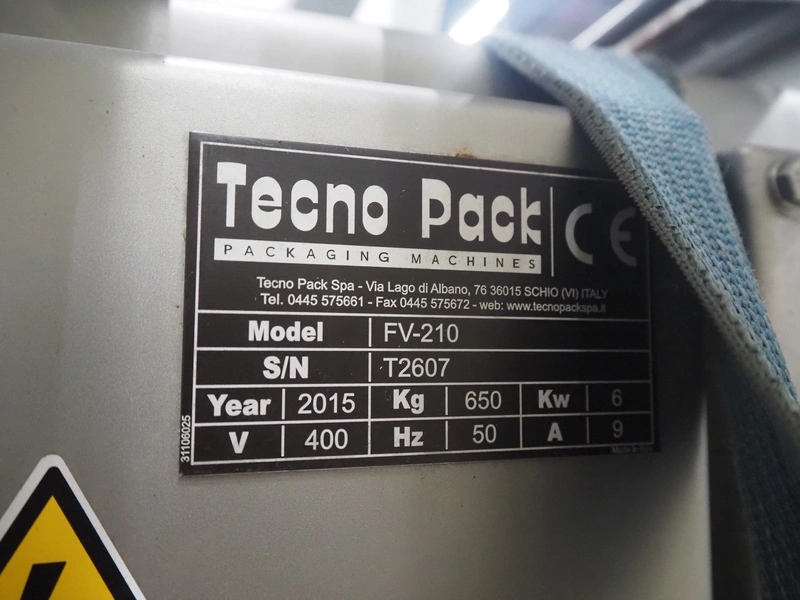 Tecno Pack CE
PACKAGING MACHINES
Tecno Pack Spa - Via Lago di Albano, 76 36015 SCHIO (VI) ITALY
Tel. 0445 575661 - Fax 0445 575672 - web: www.tecnopackspa.it
Model FV-210
S/N T2607
Year 2015 Kg 650 Kw 6
V 400 Hz 50 A 9
31106025
Made in